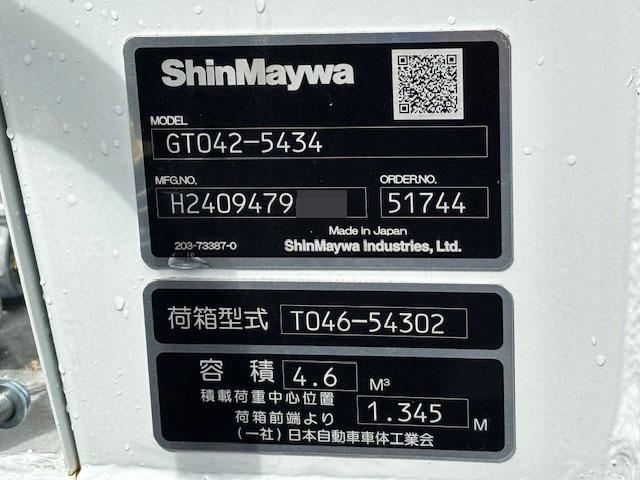 ShinMaywa
MODEL
GT042-5434
MFG.NO. ORDER.NO.
H2409479 51744
Made in Japan
203-73387-0 ShinMaywa Industries, Ltd.
荷箱型式 T046-54302
容積 4.6 M³
積載荷重中心位置
荷箱前端より 1.345 M
(一社)日本自動車車体工業会